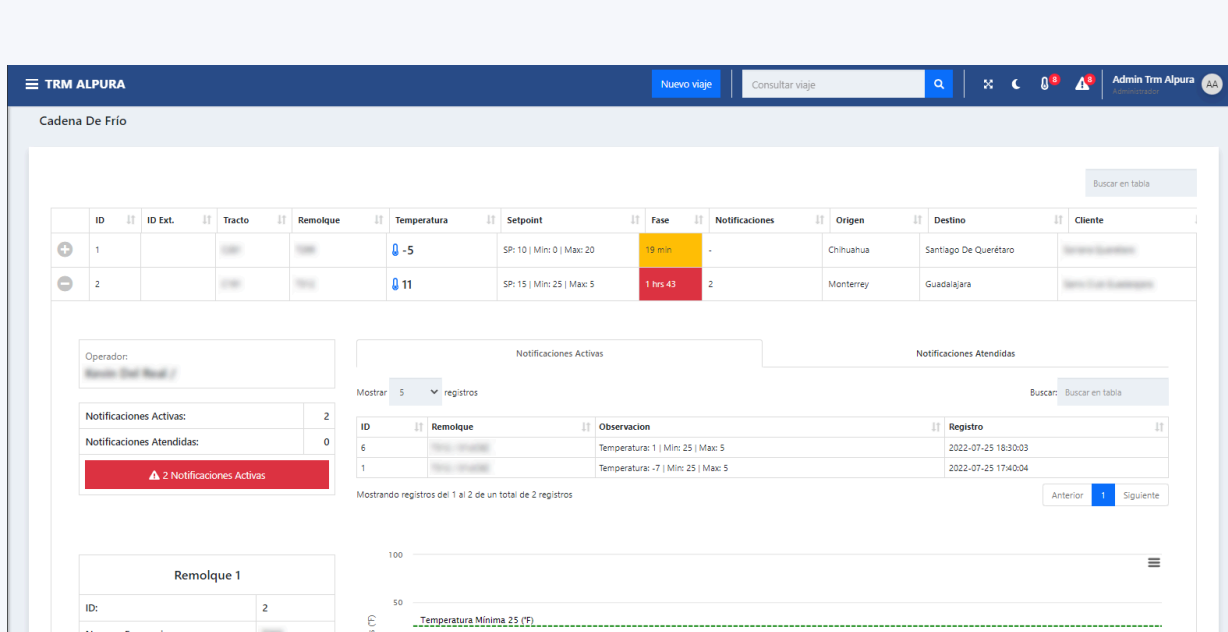 TRM ALPURA
Nuevo viaje
Consultar viaje
8
8
Admin Trm Alpura
Administrador
AA
Cadena De Frío
Buscar en tabla
ID ID Ext. Tracto Remolque Temperatura Setpoint Fase Notificaciones Origen Destino Cliente
1 -5 SP: 10 | Min: 0 | Max: 20 19 min - Chihuahua Santiago De Querétaro
2 11 SP: 15 | Min: 25 | Max: 5 1 hrs 43 2 Monterrey Guadalajara
Operador:
Notificaciones Activas: 2
Notificaciones Atendidas: 0
2 Notificaciones Activas
Notificaciones Activas Notificaciones Atendidas
Mostrar 5 registros Buscar: Buscar en tabla
ID Remolque Observacion Registro
6 Temperatura: 1 | Min: 25 | Max: 5 2022-07-25 18:30:03
1 Temperatura: -7 | Min: 25 | Max: 5 2022-07-25 17:40:04
Mostrando registros del 1 al 2 de un total de 2 registros
Anterior 1 Siguiente
Remolque 1
ID: 2
100
50
Temperatura Mínima 25 (°F)
(°F)